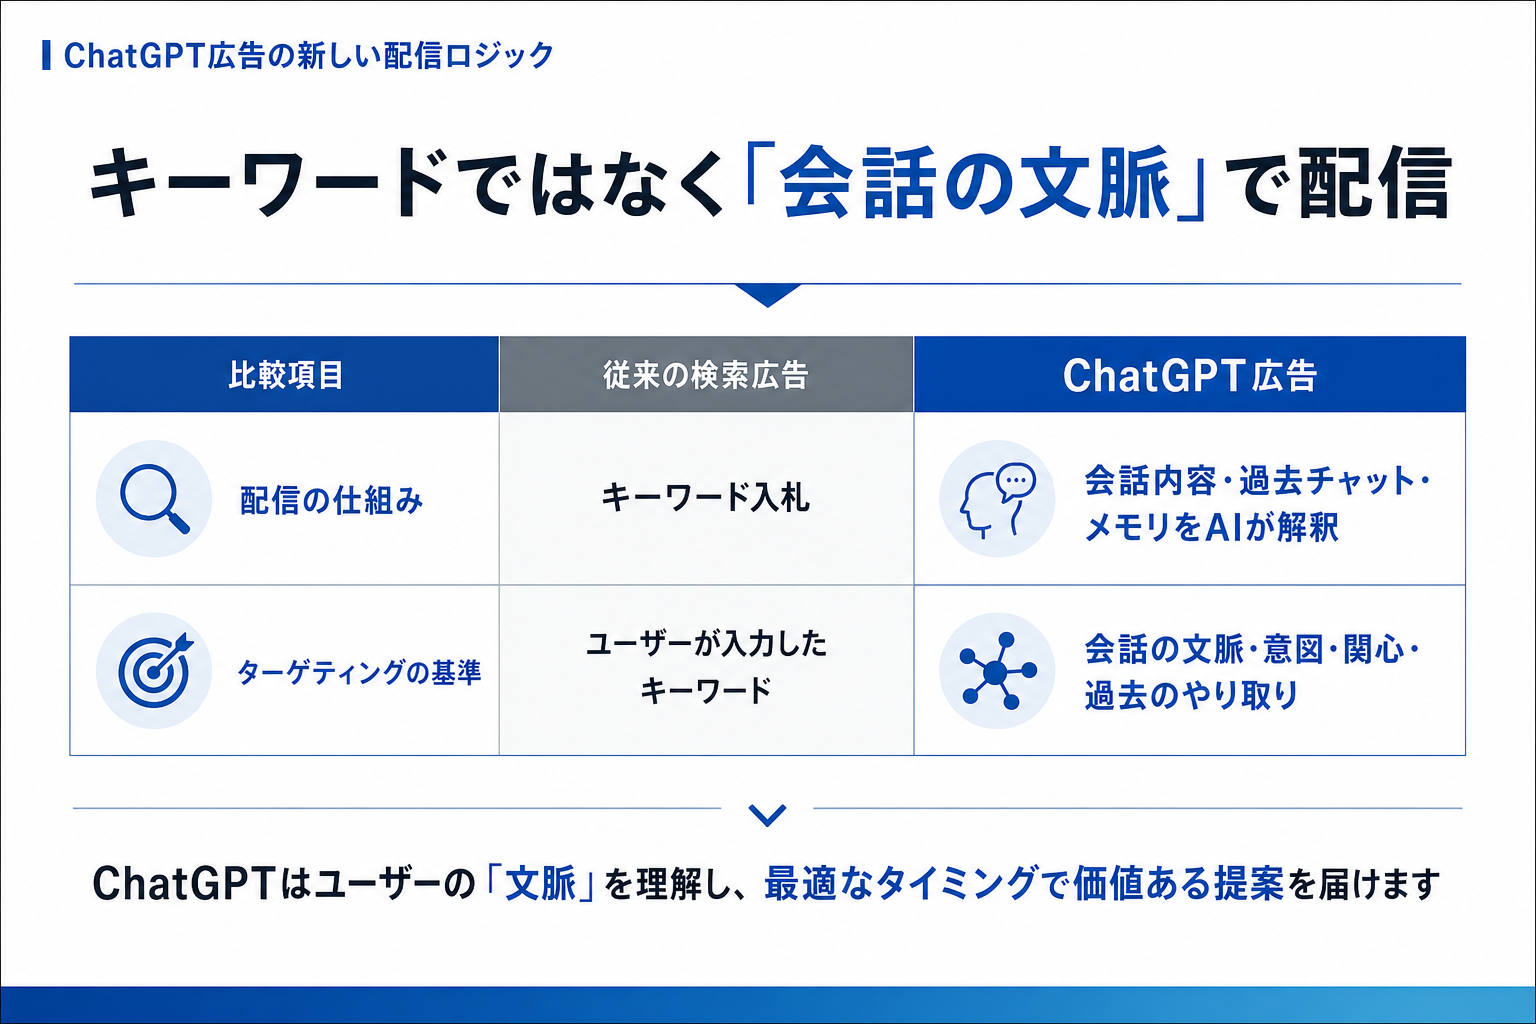 ChatGPT広告の新しい配信ロジック
キーワードではなく「会話の文脈」で配信
比較項目
従来の検索広告
ChatGPT広告
配信の仕組み
キーワード入札
会話内容・過去チャット・
メモリをAIが解釈
ターゲティングの基準
ユーザーが入力した
キーワード
会話の文脈・意図・関心・
過去のやり取り
ChatGPTはユーザーの「文脈」を理解し、最適なタイミングで価値ある提案を届けます